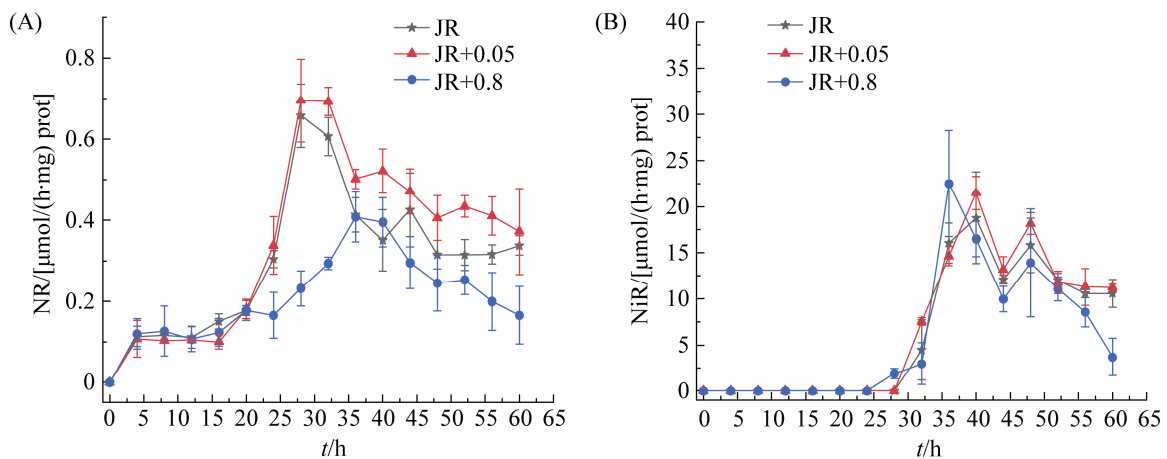 (A)
JR
JR+0.05
JR+0.8
NR/[μmol/(h·mg) prot]
0.8
0.6
0.4
0.2
0
0 5 10 15 20 25 30 35 40 45 50 55 60 65
t/h
(B)
JR
JR+0.05
JR+0.8
NiR/[μmol/(h·mg) prot]
40
35
30
25
20
15
10
5
0
0 5 10 15 20 25 30 35 40 45 50 55 60 65
t/h